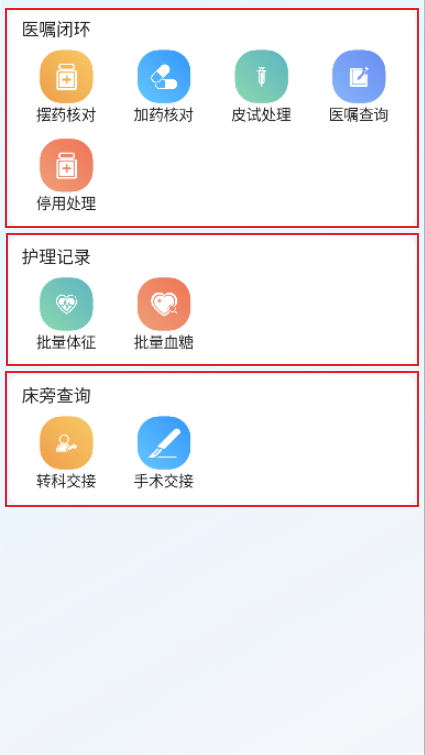 医嘱闭环
摆药核对 加药核对 皮试处理 医嘱查询
停用处理
护理记录
批量体征 批量血糖
床旁查询
转科交接 手术交接